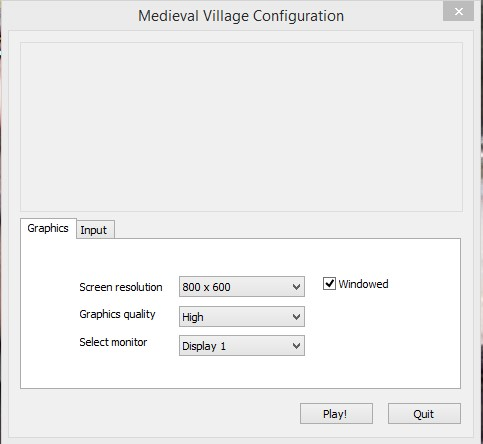 Medieval Village Configuration
Graphics Input
Screen resolution 800 x 600 Windowed
Graphics quality High
Select monitor Display 1
Play! Quit